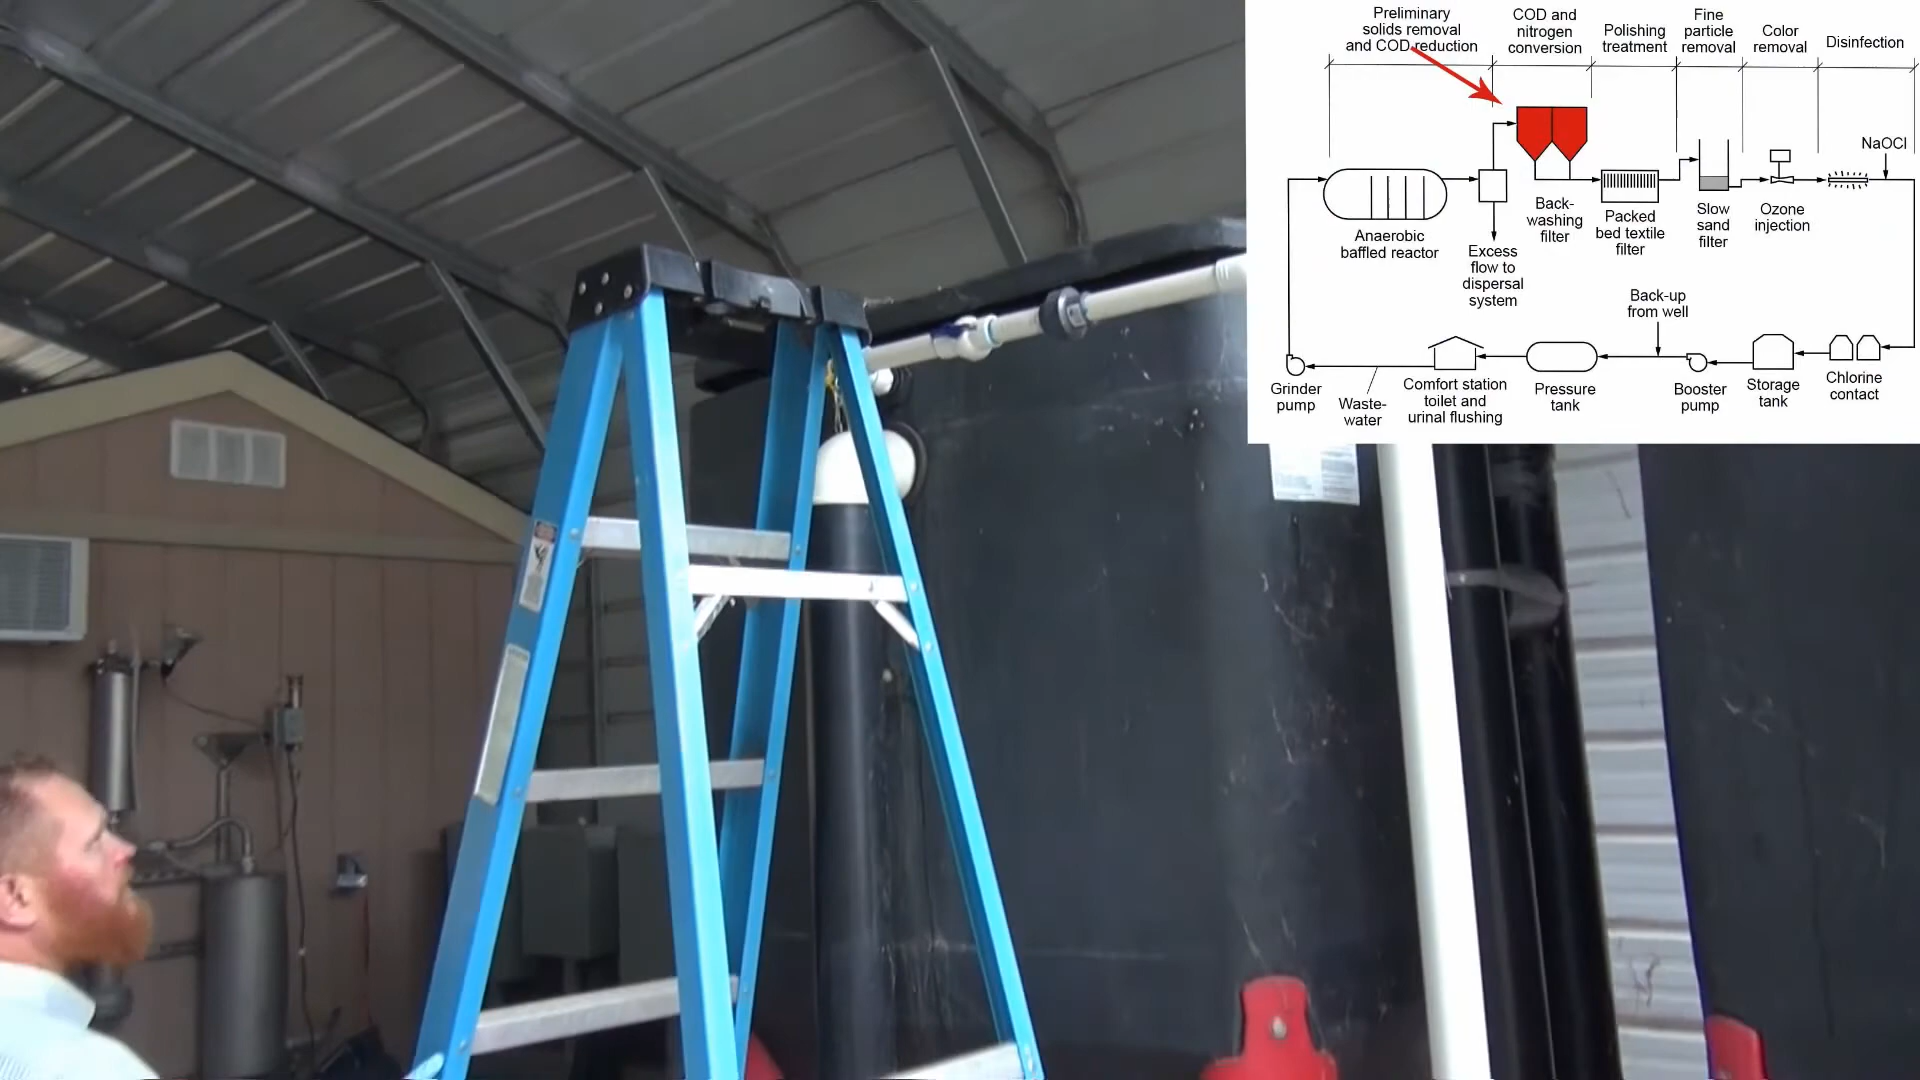 Preliminary
solids removal
and COD reduction
COD and
nitrogen
conversion
Polishing
treatment
Fine
particle
removal
Color
removal
Disinfection
NaOCl
Anaerobic
baffled reactor
Excess
flow to
dispersal
system
Back-
washing
filter
Packed
bed textile
filter
Slow
sand
filter
Ozone
injection
Back-up
from well
Grinder
pump
Waste-
water
Comfort station
toilet and
urinal flushing
Pressure
tank
Booster
pump
Storage
tank
Chlorine
contact